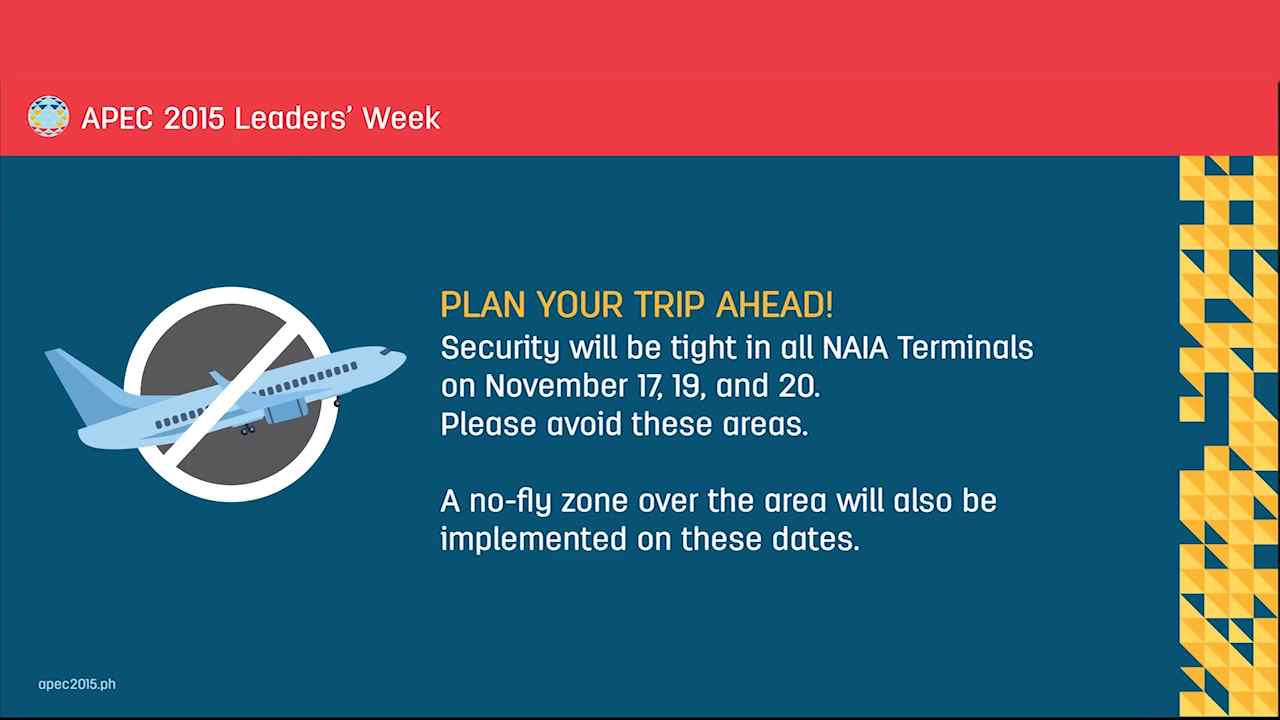 APEC 2015 Leaders’ Week
PLAN YOUR TRIP AHEAD!
Security will be tight in all NAIA Terminals
on November 17, 19, and 20.
Please avoid these areas.
A no-fly zone over the area will also be
implemented on these dates.
apec2015.ph